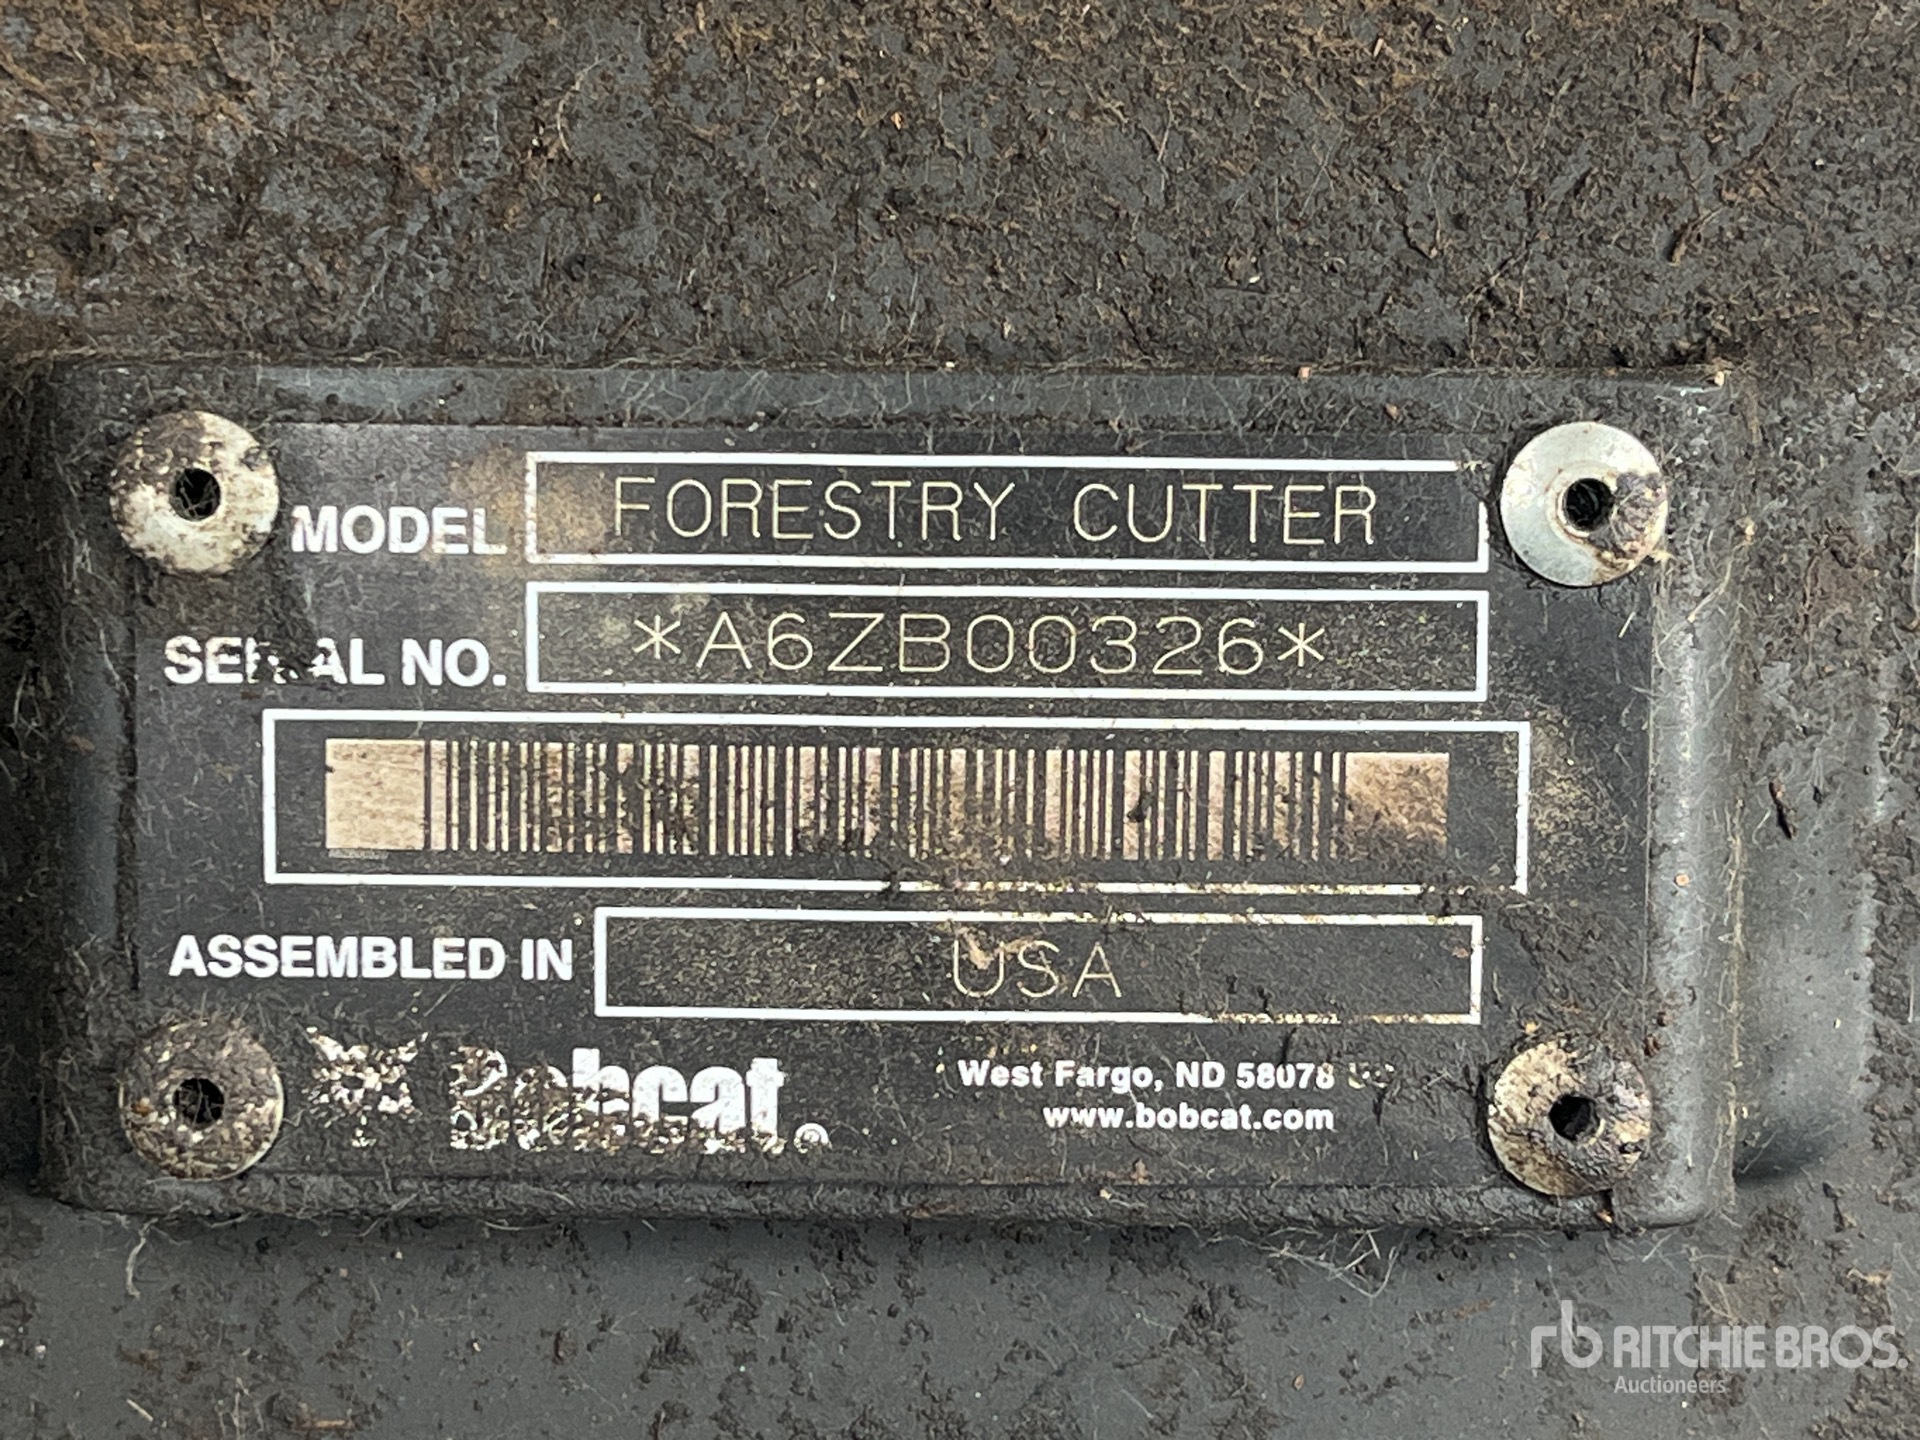 MODEL FORESTRY CUTTER
SERIAL NO. *A6ZB00326*
ASSEMBLED IN USA
Bobcat®
West Fargo, ND 58078
www.bobcat.com
rb RITCHIE BROS.
Auctioneers